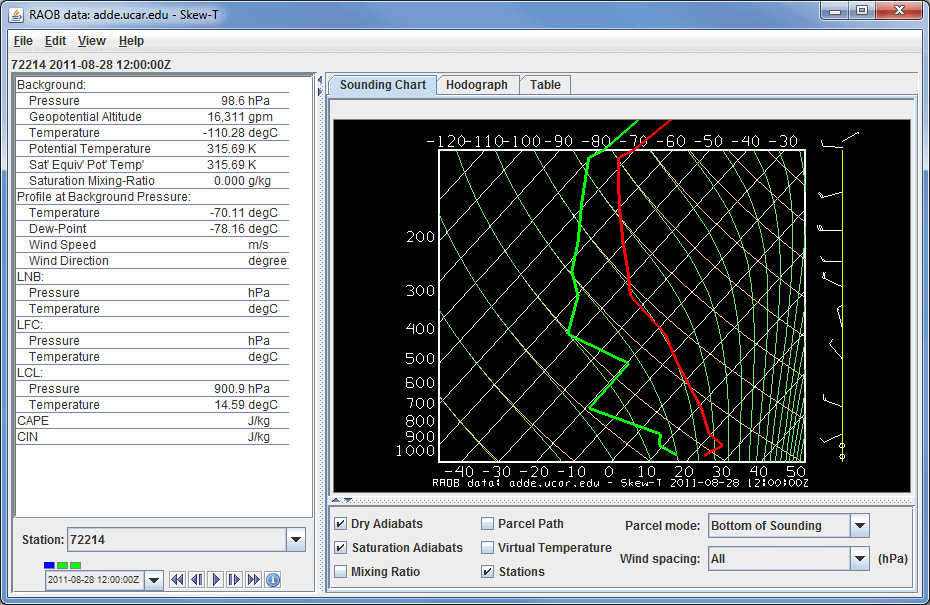 RAOB data: adde.ucar.edu - Skew-T
File Edit View Help
72214 2011-08-28 12:00:00Z
Background:
Pressure 98.6 hPa
Geopotential Altitude 16,311 gpm
Temperature -110.28 degC
Potential Temperature 315.69 K
Sat' Equiv' Pot' Temp' 315.69 K
Saturation Mixing-Ratio 0.000 g/kg
Profile at Background Pressure:
Temperature -70.11 degC
Dew-Point -78.16 degC
Wind Speed m/s
Wind Direction degree
LNB:
Pressure hPa
Temperature degC
LFC:
Pressure hPa
Temperature degC
LCL:
Pressure 900.9 hPa
Temperature 14.59 degC
CAPE J/kg
CIN J/kg
Station: 72214
2011-08-28 12:00:00Z
Sounding Chart Hodograph Table
-120 -110 -100 -90 -80 -70 -60 -50 -40 -30
200
300
400
500
600
700
800
900
1000
-40 -30 -20 -10 0 10 20 30 40 50
RAOB data: adde.ucar.edu - Skew-T 2011-08-28 12:00:00Z
Dry Adiabats Parcel Path Parcel mode: Bottom of Sounding
Saturation Adiabats Virtual Temperature Wind spacing: All (hPa)
Mixing Ratio Stations